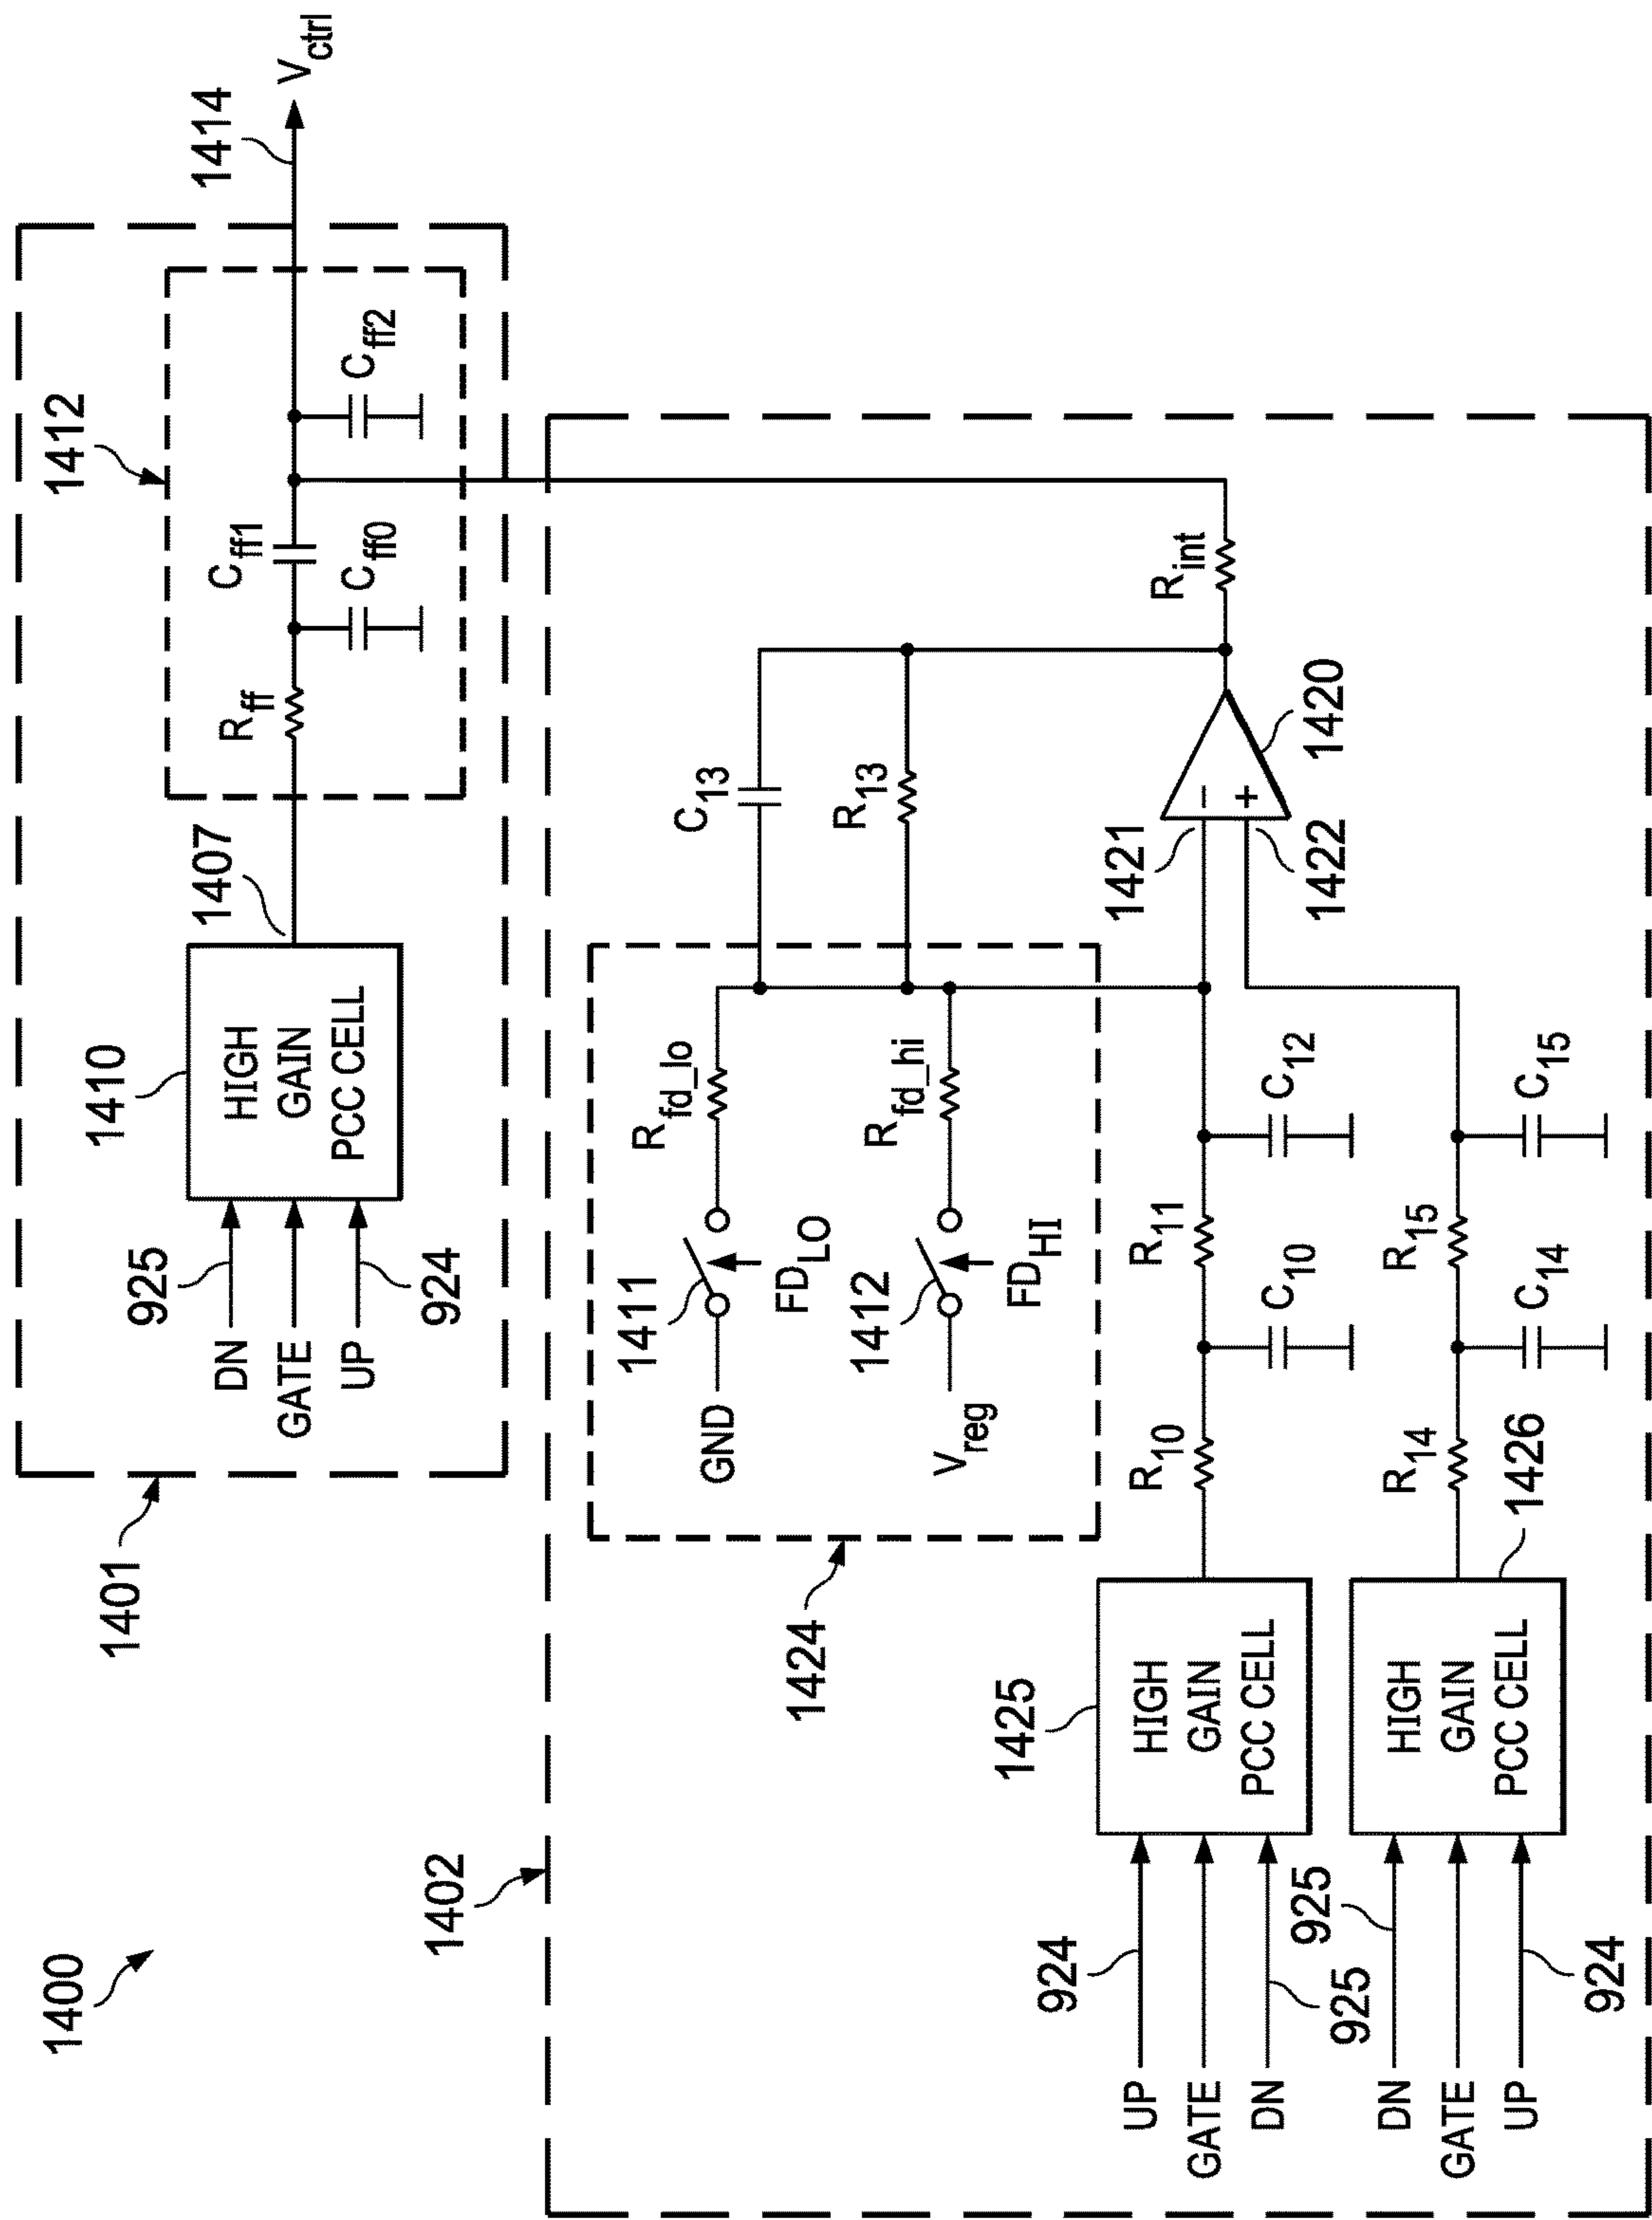 1400
1401
1410
HIGH
GAIN
PCC CELL
DN
925
GATE
UP
924
1407
1412
R_ff
C_ff1
C_ff0
C_ff2
1414
V_ctrl
1402
1424
GND
1411
FD_LO
R_fd_lo
V_reg
1412
FD_HI
R_fd_hi
C_13
R_13
1421
1422
1420
R_int
1425
HIGH
GAIN
PCC CELL
UP
924
GATE
DN
925
R_10
C_10
R_11
C_12
1426
HIGH
GAIN
PCC CELL
DN
925
GATE
UP
924
R_14
C_14
R_15
C_15